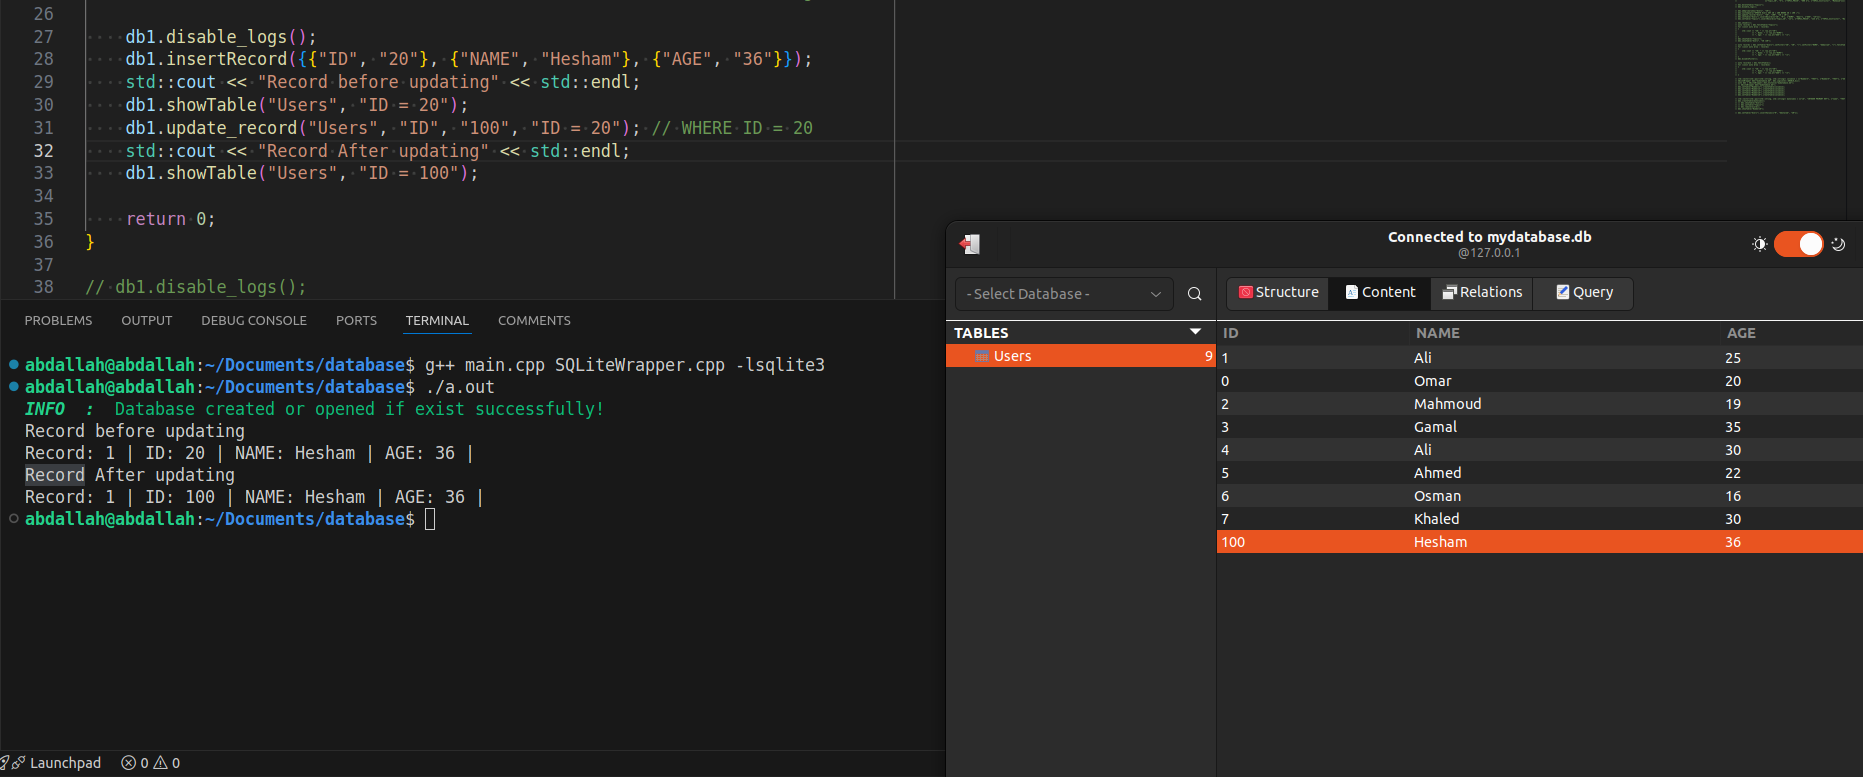 26
27 db1.disable_logs();
28 db1.insertRecord({{"ID", "20"}, {"NAME", "Hesham"}, {"AGE", "36"}});
29 std::cout << "Record before updating" << std::endl;
30 db1.showTable("Users", "ID = 20");
31 db1.update_record("Users", "ID", "100", "ID = 20"); // WHERE ID = 20
32 std::cout << "Record After updating" << std::endl;
33 db1.showTable("Users", "ID = 100");
34
35 return 0;
36 }
37
38 // db1.disable_logs();
PROBLEMS OUTPUT DEBUG CONSOLE PORTS TERMINAL COMMENTS
abdallah@abdallah:~/Documents/database$ g++ main.cpp SQLiteWrapper.cpp -lsqlite3
abdallah@abdallah:~/Documents/database$ ./a.out
INFO : Database created or opened if exist successfully!
Record before updating
Record: 1 | ID: 20 | NAME: Hesham | AGE: 36 |
Record After updating
Record: 1 | ID: 100 | NAME: Hesham | AGE: 36 |
abdallah@abdallah:~/Documents/database$
Launchpad 0 0
Connected to mydatabase.db
@127.0.0.1
- Select Database -
Structure Content Relations Query
TABLES
Users 9
ID NAME AGE
1 Ali 25
0 Omar 20
2 Mahmoud 19
3 Gamal 35
4 Ali 30
5 Ahmed 22
6 Osman 16
7 Khaled 30
100 Hesham 36